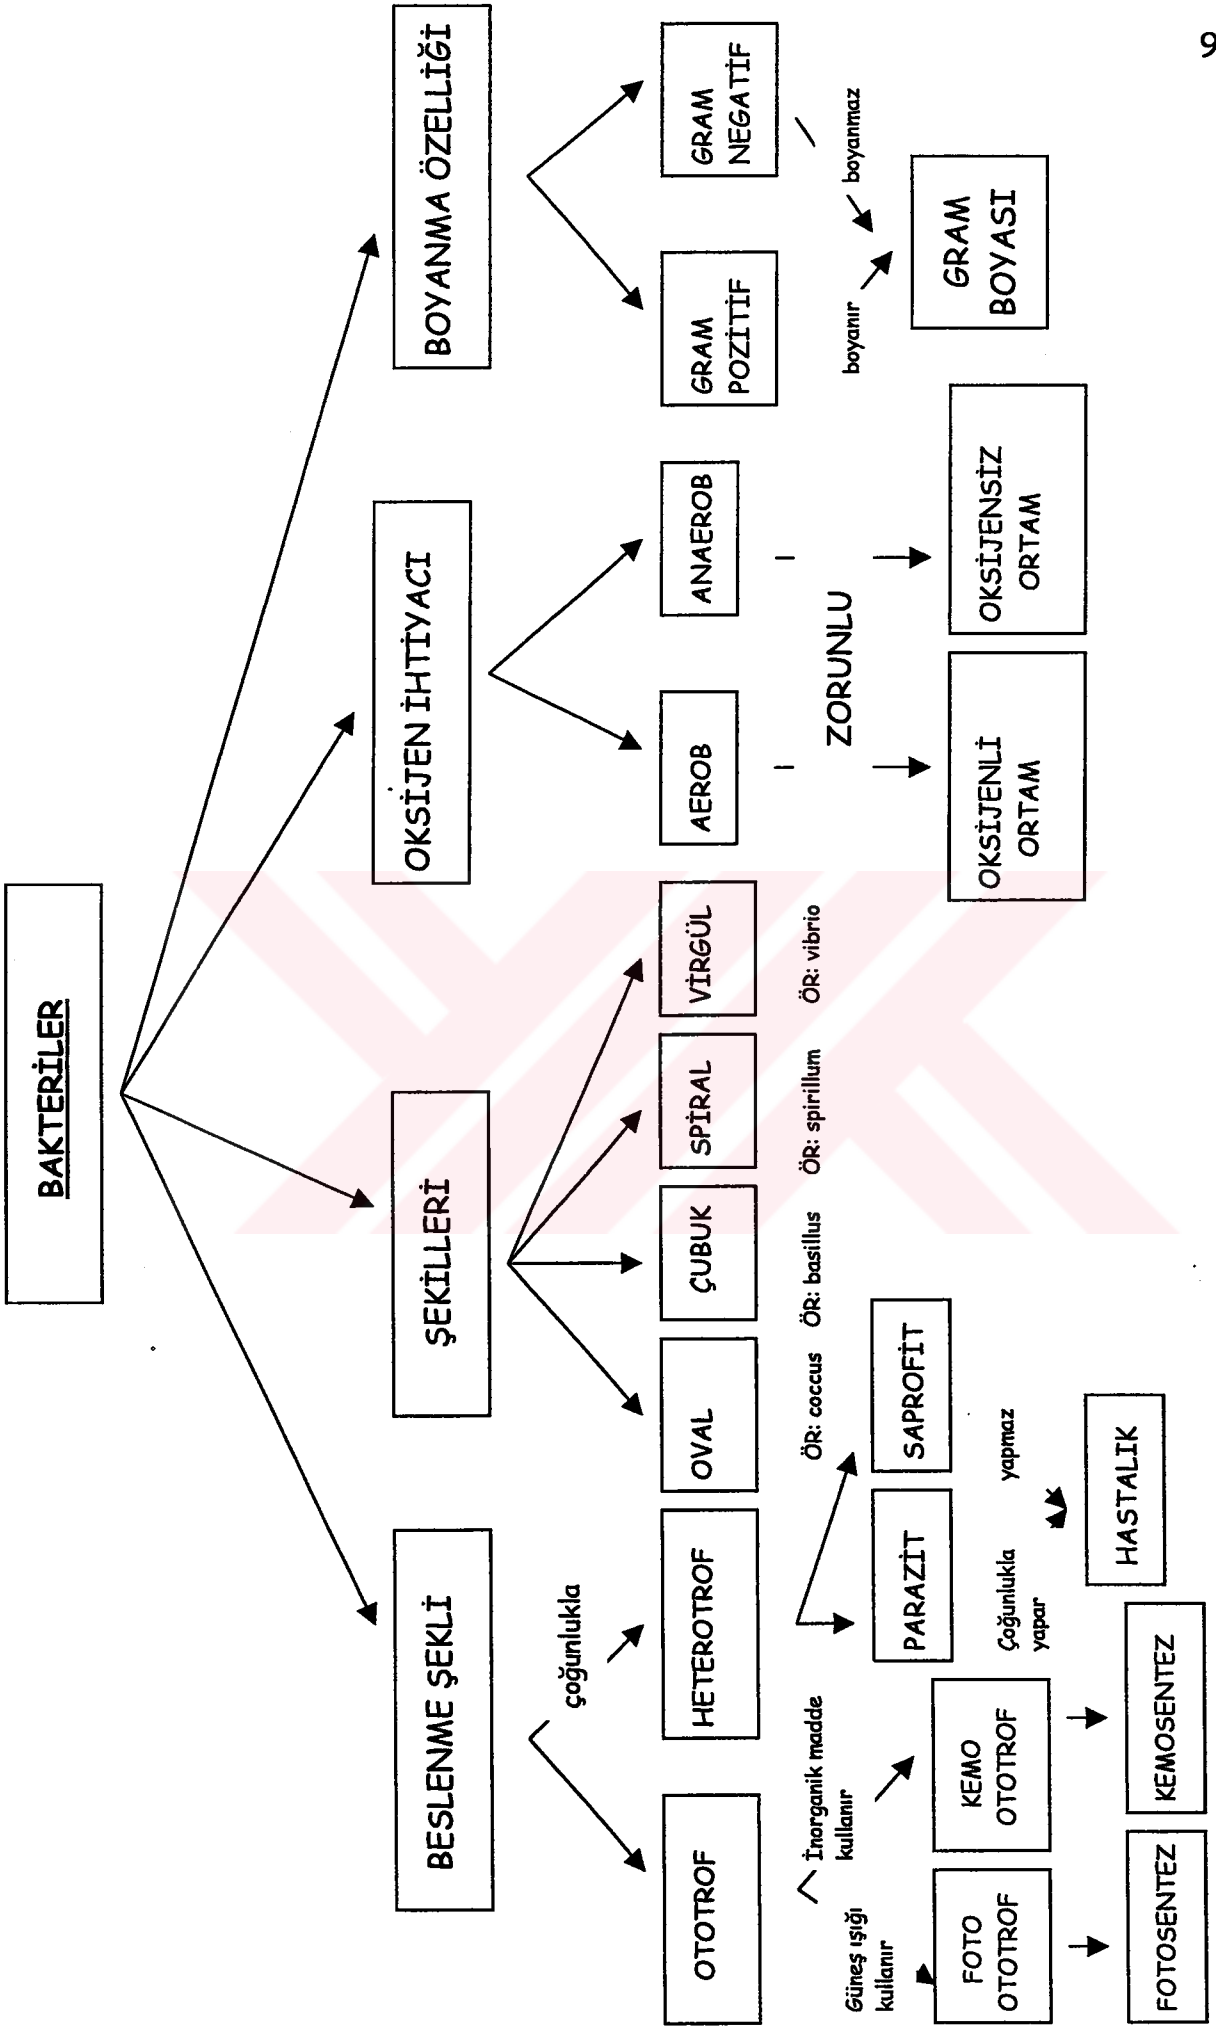 BAKTERİLER
BESLENME ŞEKLİ
ŞEKİLLERİ
OKSİJEN İHTİYACI
BOYANMA ÖZELLİĞİ
çoğunlukla
OTOTROF
HETEROTROF
OVAL
ÇUBUK
SPİRAL
VİRGÜL
AEROB
ANAEROB
GRAM
POZİTİF
GRAM
NEGATİF
Güneş ışığı
kullanır
İnorganik madde
kullanır
ÖR: coccus
ÖR: basillus
ÖR: spirillum
ÖR: vibrio
ZORUNLU
boyanır
boyanmaz
FOTO
OTOTROF
KEMO
OTOTROF
PARAZİT
SAPROFİT
OKSİJENLİ
ORTAM
OKSİJENSİZ
ORTAM
GRAM
BOYASI
Çoğunlukla
yapar
yapmaz
FOTOSENTEZ
KEMOSENTEZ
HASTALIK
9